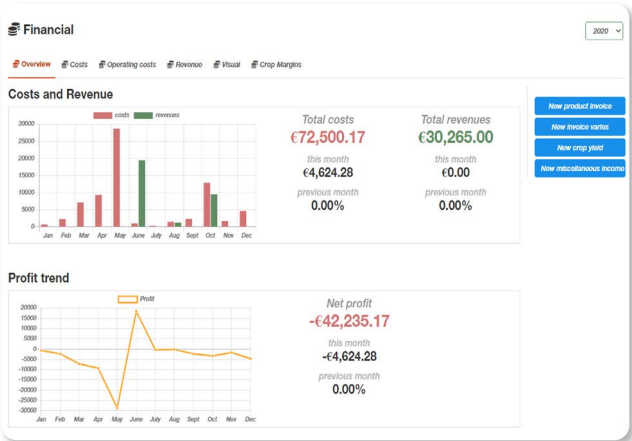 Financial
2020
Overview Costs Operating costs Revenue Visual Crop Margins
Costs and Revenue
costs revenues
30000
25000
20000
15000
10000
5000
0
Jan Feb Mar Apr May June July Aug Sept Oct Nov Dec
Total costs
€72,500.17
this month
€4,624.28
previous month
0.00%
Total revenues
€30,265.00
this month
€0.00
previous month
0.00%
New product invoice
New invoice varies
New crop yield
New miscellaneous income
Profit trend
Profit
20000
15000
10000
5000
0
-5000
-10000
-15000
-20000
-25000
-30000
Jan Feb Mar Apr May June July Aug Sept Oct Nov Dec
Net profit
-€42,235.17
this month
-€4,624.28
previous month
0.00%